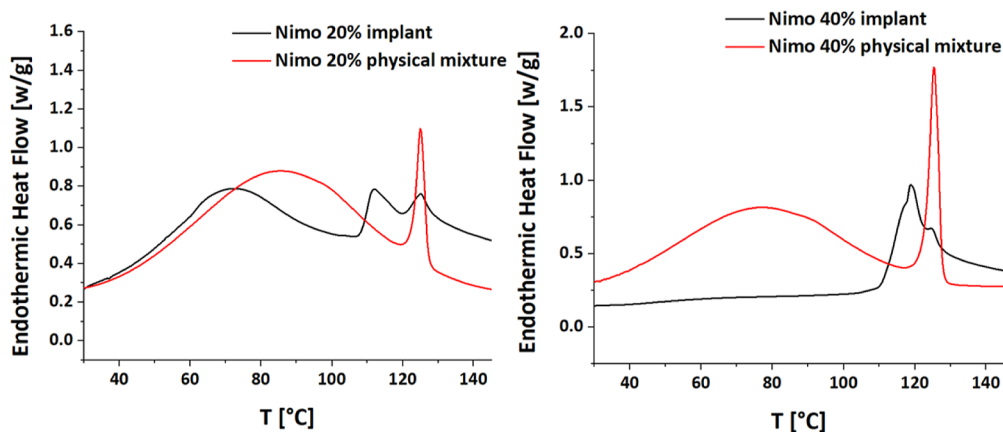 Nimo 20% implant
Nimo 20% physical mixture
Endothermic Heat Flow [w/g]
1.6
1.4
1.2
1.0
0.8
0.6
0.4
0.2
0.0
40 60 80 100 120 140
T [°C]
Nimo 40% implant
Nimo 40% physical mixture
Endothermic Heat Flow [w/g]
2.0
1.5
1.0
0.5
0.0
40 60 80 100 120 140
T [°C]